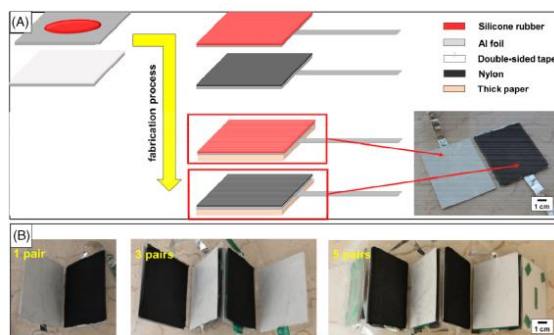 (A)
Silicone rubber
Al foil
Double-sided tape
Nylon
Thick paper
fabrication process
1 cm
(B)
1 pair
3 pairs
5 pairs
1 cm